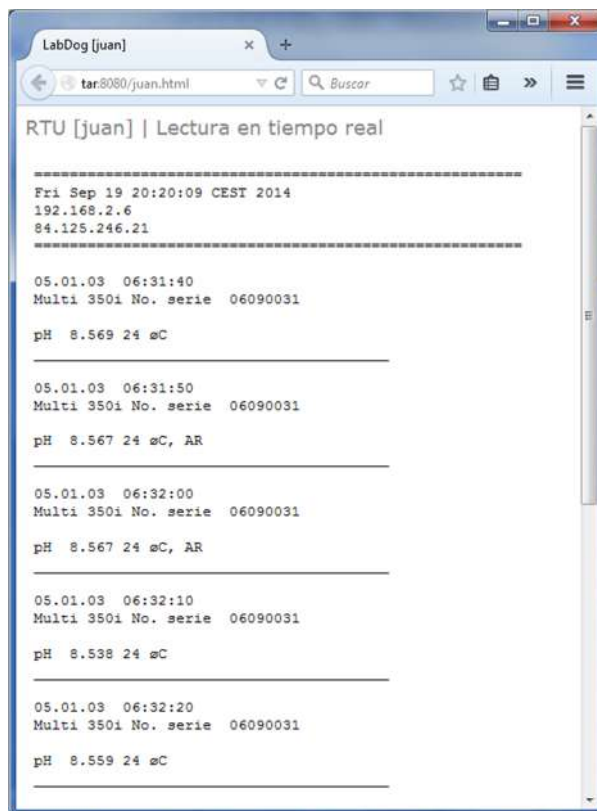 LabDog [juan]
tar:8080/juan.html
Buscar
RTU [juan] | Lectura en tiempo real
=======================================================
Fri Sep 19 20:20:09 CEST 2014
192.168.2.6
84.125.246.21
=======================================================
05.01.03 06:31:40
Multi 350i No. serie 06090031
pH 8.569 24 øC
05.01.03 06:31:50
Multi 350i No. serie 06090031
pH 8.567 24 øC, AR
05.01.03 06:32:00
Multi 350i No. serie 06090031
pH 8.567 24 øC, AR
05.01.03 06:32:10
Multi 350i No. serie 06090031
pH 8.538 24 øC
05.01.03 06:32:20
Multi 350i No. serie 06090031
pH 8.559 24 øC